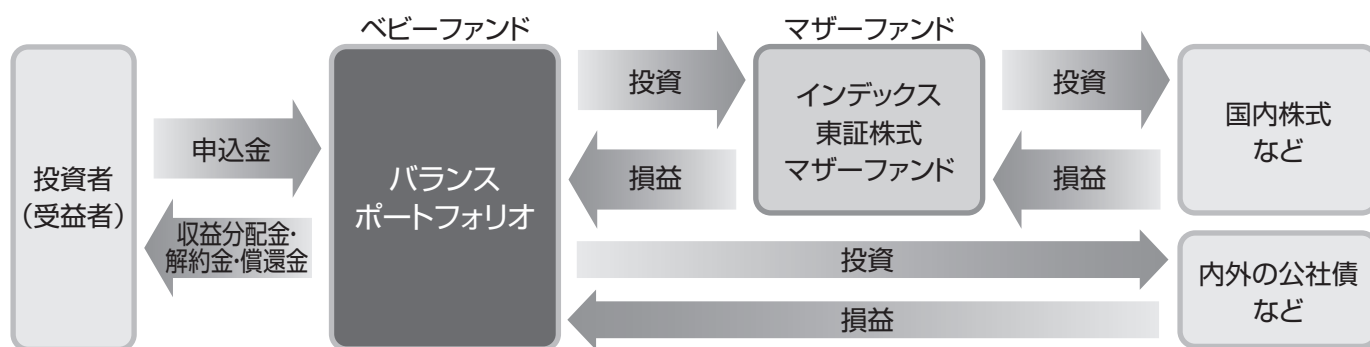 ベビーファンド
マザーファンド
投資者
（受益者）
申込金
収益分配金・
解約金・償還金
バランス
ポートフォリオ
投資
損益
インデックス
東証株式
マザーファンド
投資
損益
国内株式
など
投資
損益
内外の公社債
など